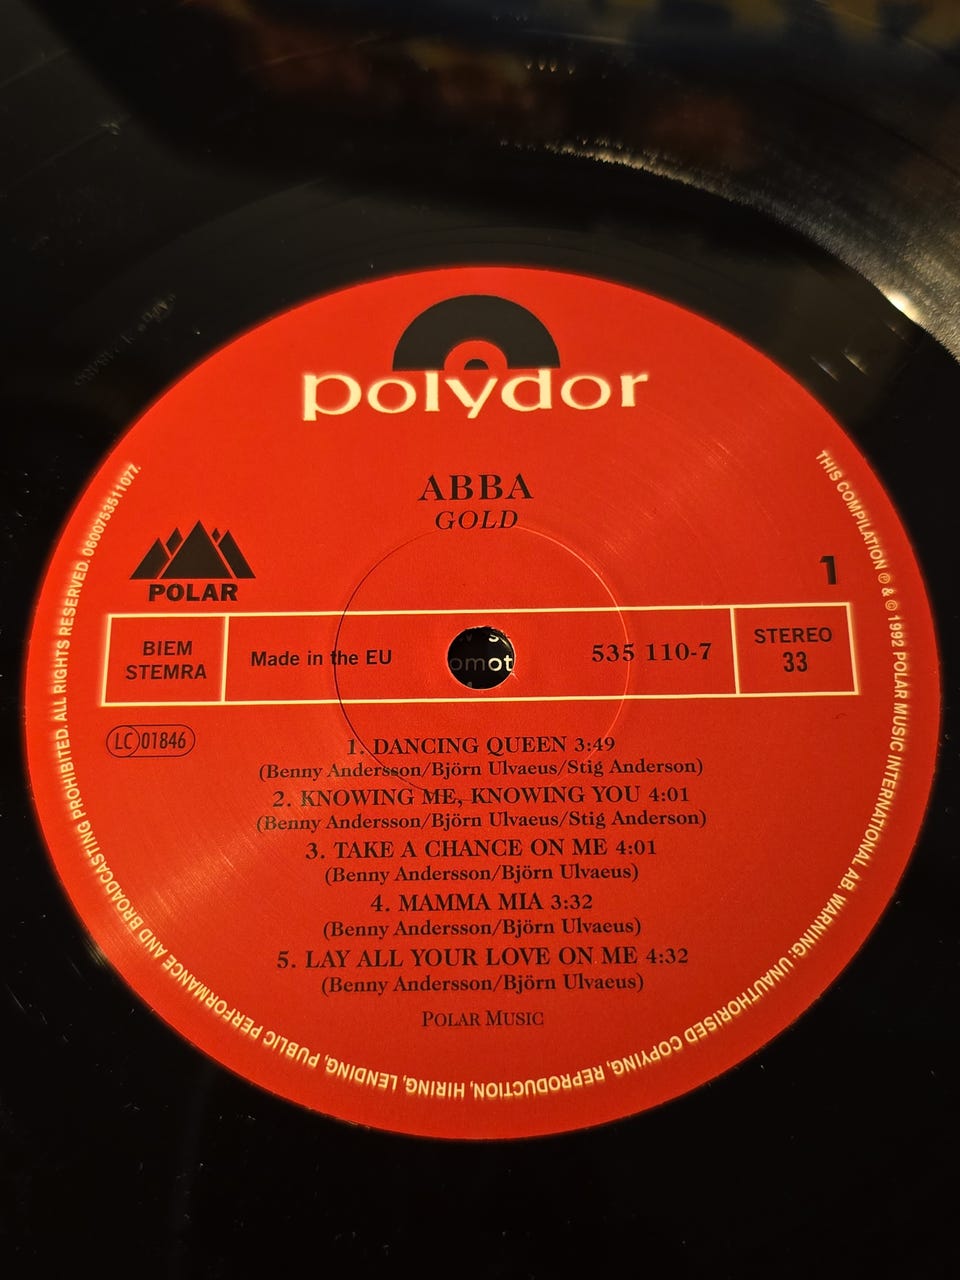 polydor
ABBA
GOLD
POLAR
1
BIEM
STEMRA
Made in the EU
omot
535 110-7
STEREO
33
LC 01846
1. DANCING QUEEN 3:49
(Benny Andersson/Björn Ulvaeus/Stig Anderson)
2. KNOWING ME, KNOWING YOU 4:01
(Benny Andersson/Björn Ulvaeus/Stig Anderson)
3. TAKE A CHANCE ON ME 4:01
(Benny Andersson/Björn Ulvaeus)
4. MAMMA MIA 3:32
(Benny Andersson/Björn Ulvaeus)
5. LAY ALL YOUR LOVE ON ME 4:32
(Benny Andersson/Björn Ulvaeus)
POLAR MUSIC
THIS COMPILATION ℗ & © 1992 POLAR MUSIC INTERNATIONAL AB. WARNING: UNAUTHORISED COPYING, REPRODUCTION, HIRING, LENDING, PUBLIC PERFORMANCE AND BROADCASTING PROHIBITED. ALL RIGHTS RESERVED. 0600753511077.